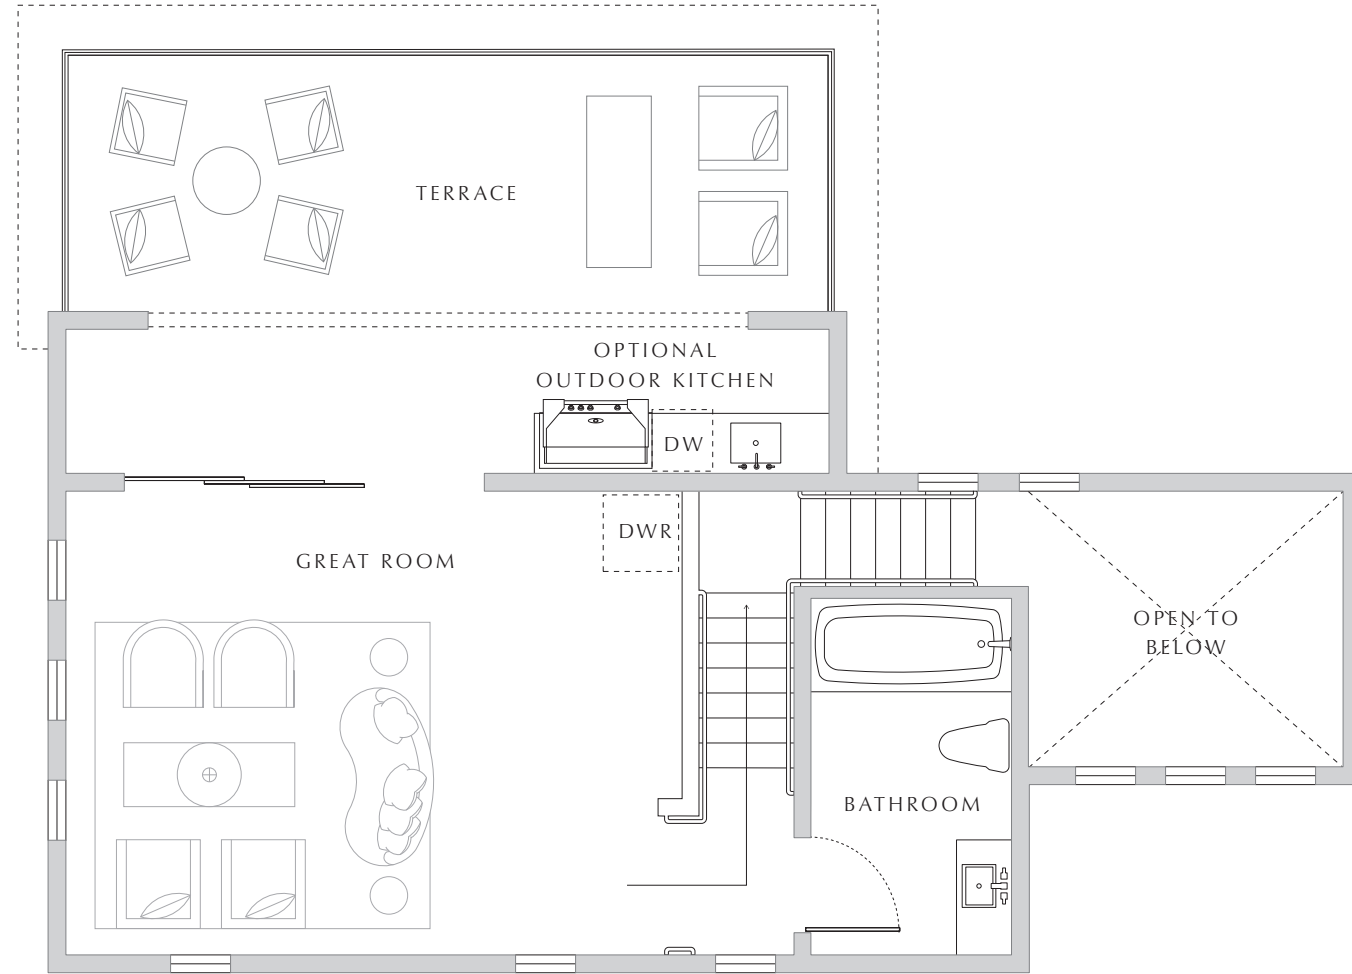 TERRACE
OPTIONAL
OUTDOOR KITCHEN
DW
DWR
GREAT ROOM
OPEN TO
BELOW
BATHROOM